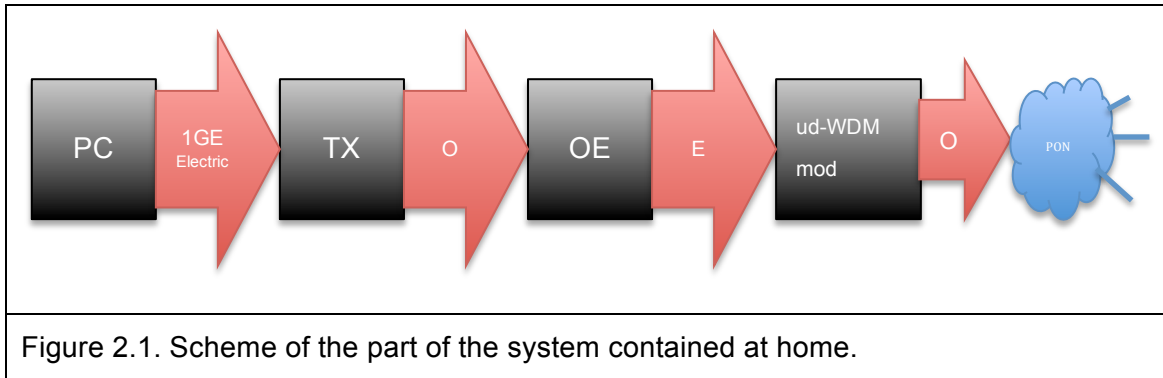 PC
1GE
Electric
TX
O
OE
E
ud-WDM
mod
O
PON
Figure 2.1. Scheme of the part of the system contained at home.